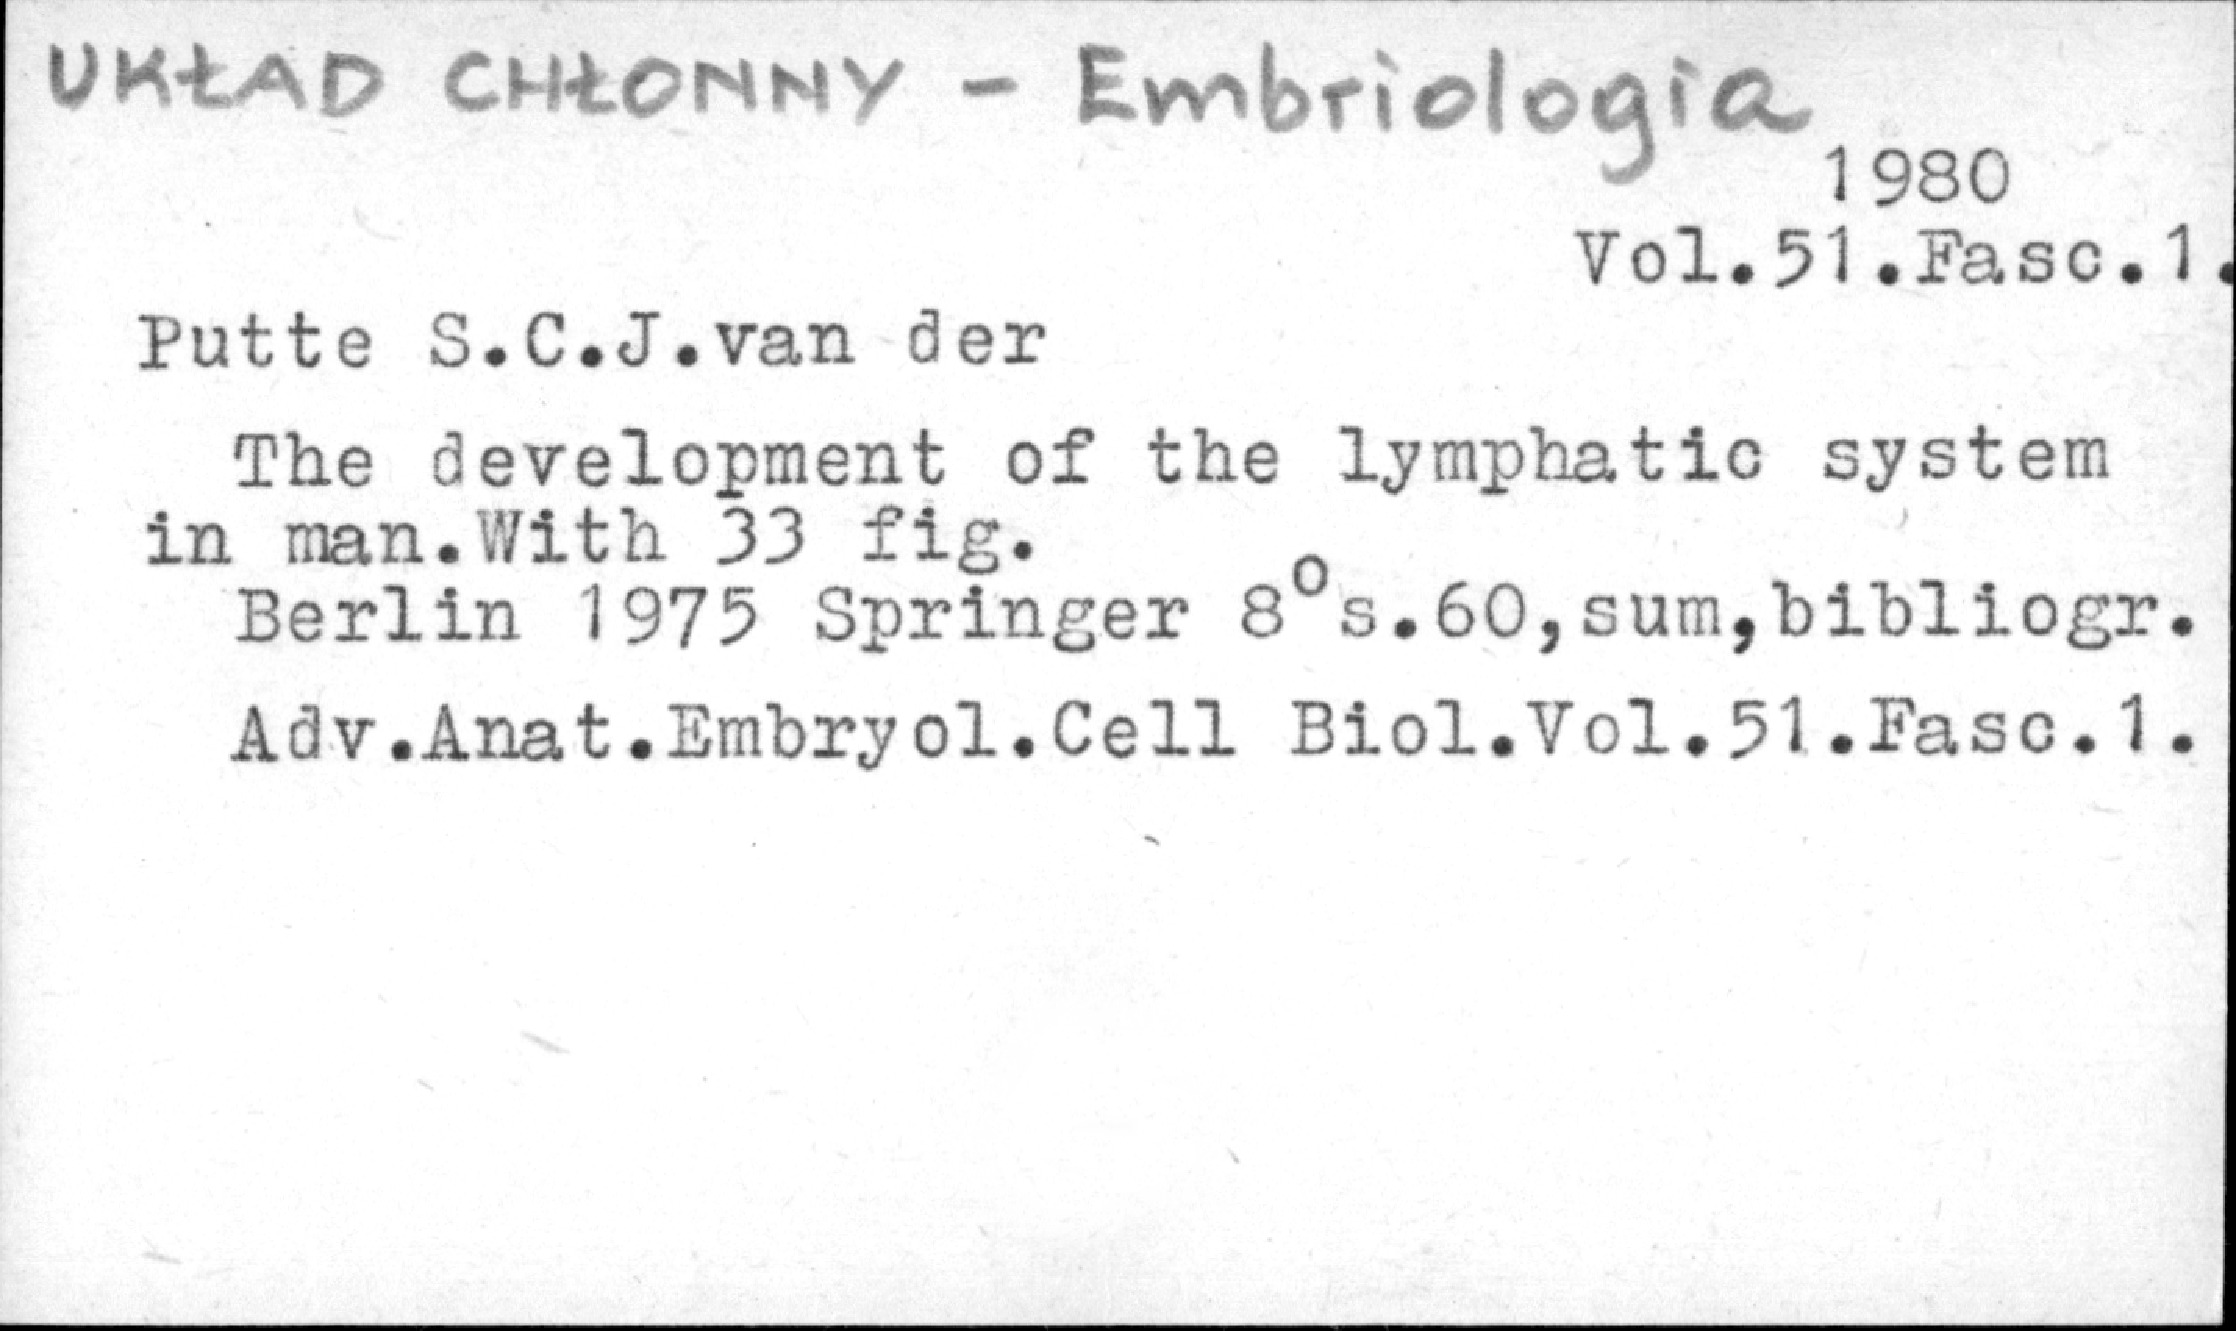 UKŁAD CHŁONNY - Embriologia
1980
Vol.51.Fasc.1.
Putte S.C.J.van der
The development of the lymphatic system
in man.With 33 fig.
Berlin 1975 Springer 8°s.60,sum,bibliogr.
Adv.Anat.Embryol.Cell Biol.Vol.51.Fasc.1.